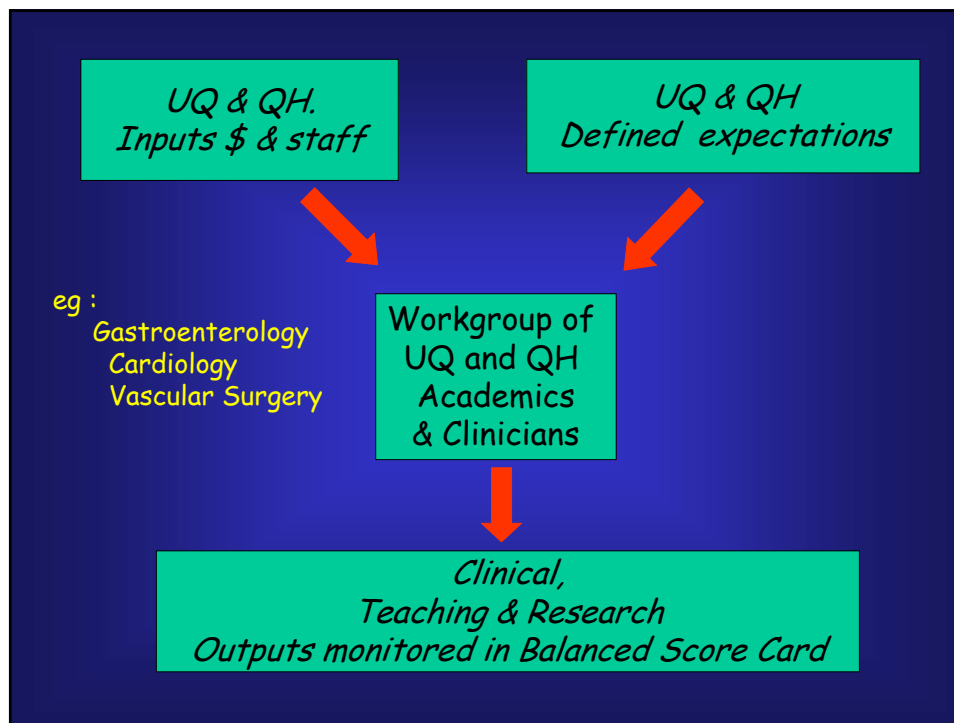 UQ & QH.
Inputs $ & staff
UQ & QH
Defined expectations
eg :
Gastroenterology
Cardiology
Vascular Surgery
Workgroup of
UQ and QH
Academics
& Clinicians
Clinical,
Teaching & Research
Outputs monitored in Balanced Score Card